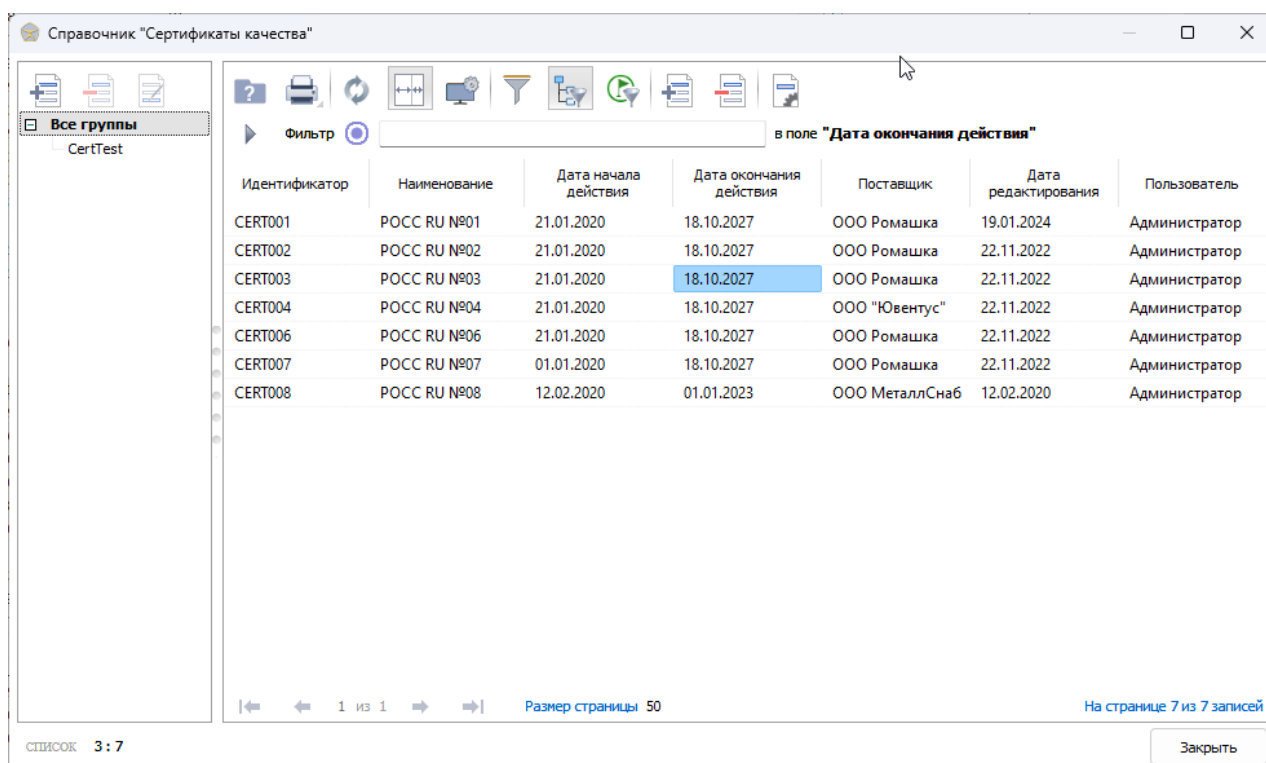 Справочник "Сертификаты качества"
Все группы
CertTest
Фильтр в поле "Дата окончания действия"
Идентификатор Наименование Дата начала действия Дата окончания действия Поставщик Дата редактирования Пользователь
CERT001 РОСС RU №01 21.01.2020 18.10.2027 ООО Ромашка 19.01.2024 Администратор
CERT002 РОСС RU №02 21.01.2020 18.10.2027 ООО Ромашка 22.11.2022 Администратор
CERT003 РОСС RU №03 21.01.2020 18.10.2027 ООО Ромашка 22.11.2022 Администратор
CERT004 РОСС RU №04 21.01.2020 18.10.2027 ООО "Ювентус" 22.11.2022 Администратор
CERT006 РОСС RU №06 21.01.2020 18.10.2027 ООО Ромашка 22.11.2022 Администратор
CERT007 РОСС RU №07 01.01.2020 18.10.2027 ООО Ромашка 22.11.2022 Администратор
CERT008 РОСС RU №08 12.02.2020 01.01.2023 ООО МеталлСнаб 12.02.2020 Администратор
1 из 1 Размер страницы 50 На странице 7 из 7 записей
список 3 : 7 Закрыть